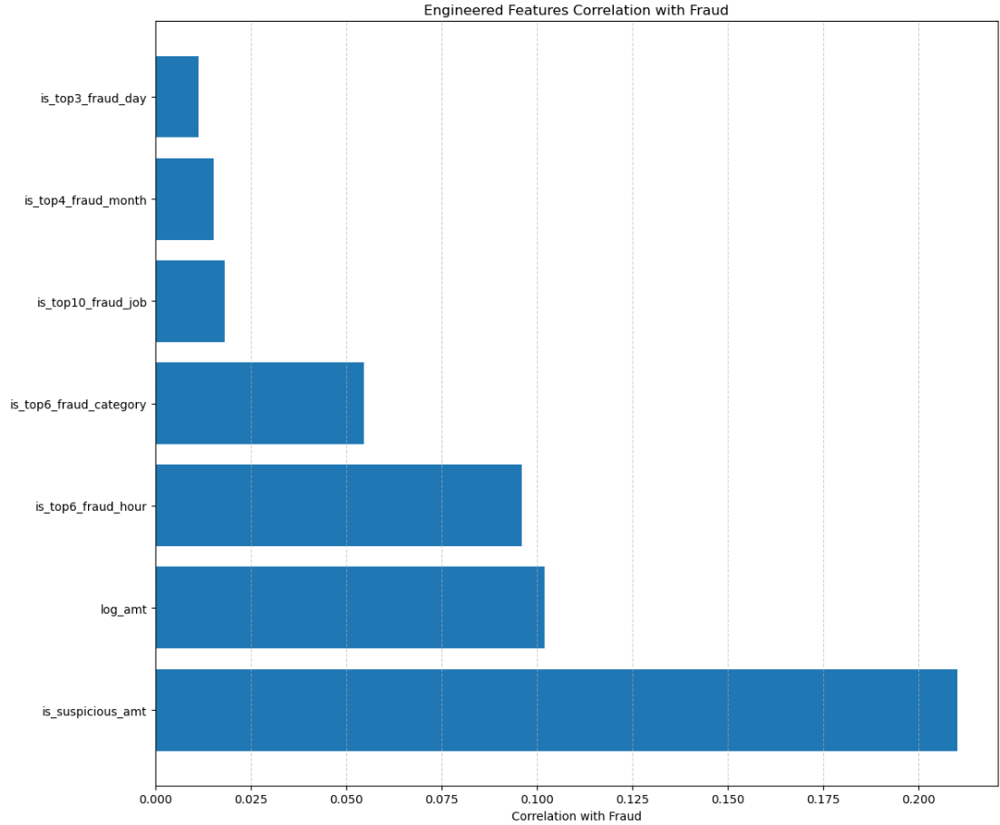 Engineered Features Correlation with Fraud
is_top3_fraud_day
is_top4_fraud_month
is_top10_fraud_job
is_top6_fraud_category
is_top6_fraud_hour
log_amt
is_suspicious_amt
0.000 0.025 0.050 0.075 0.100 0.125 0.150 0.175 0.200
Correlation with Fraud